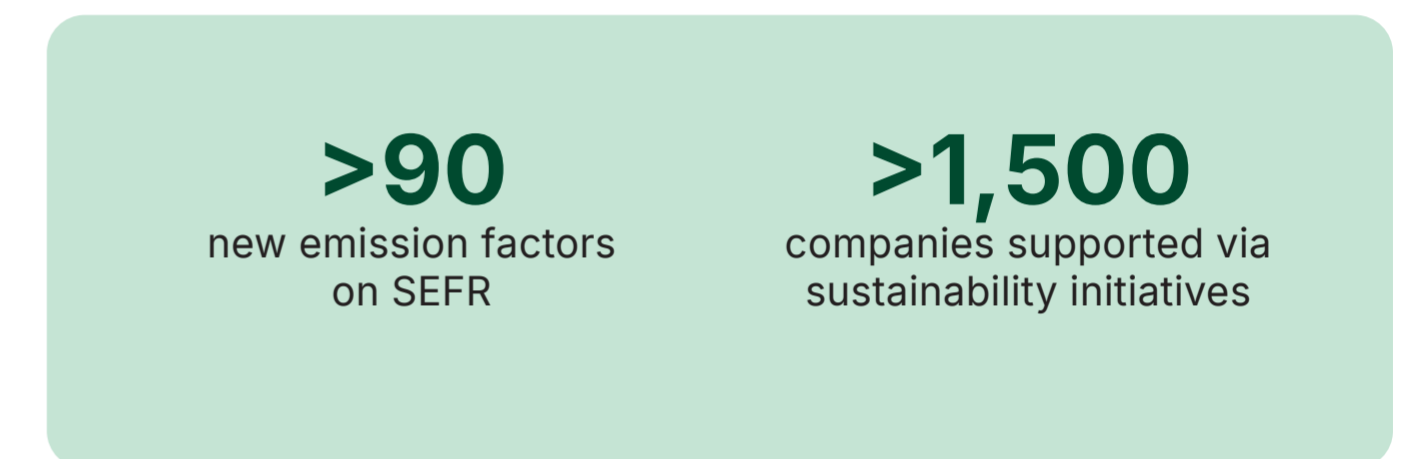 >90
new emission factors
on SEFR
>1,500
companies supported via
sustainability initiatives